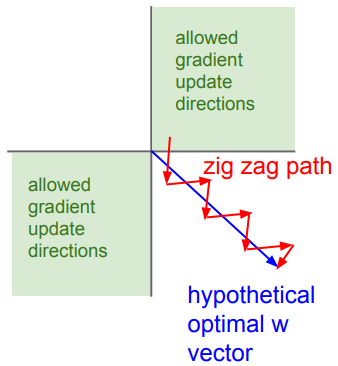 allowed
gradient
update
directions
zig zag path
allowed
gradient
update
directions
hypothetical
optimal w
vector